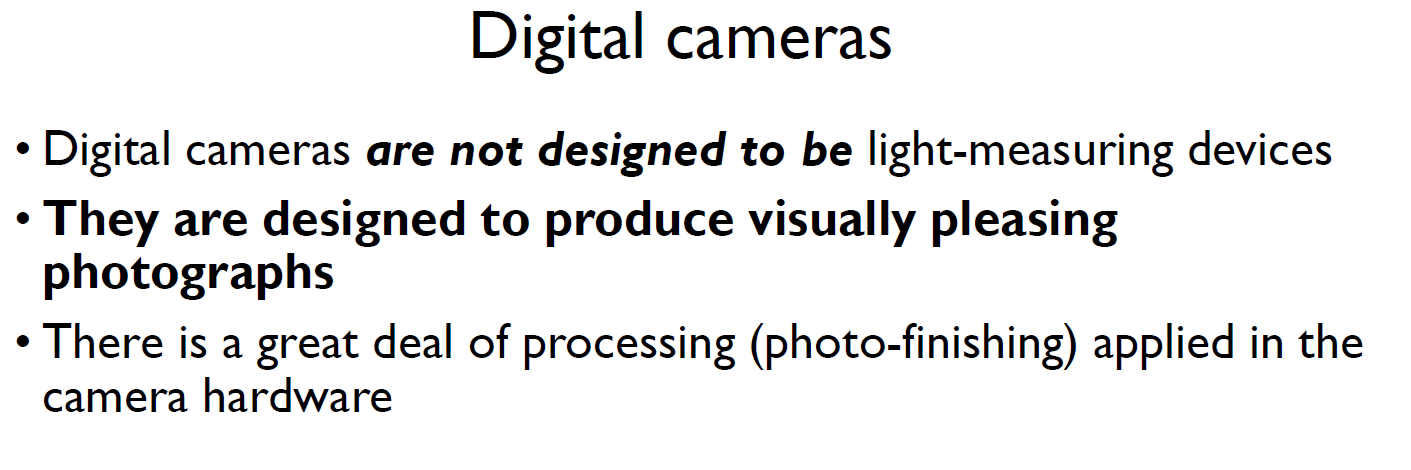 Digital cameras
• Digital cameras are not designed to be light-measuring devices
• They are designed to produce visually pleasing
photographs
• There is a great deal of processing (photo-finishing) applied in the
camera hardware